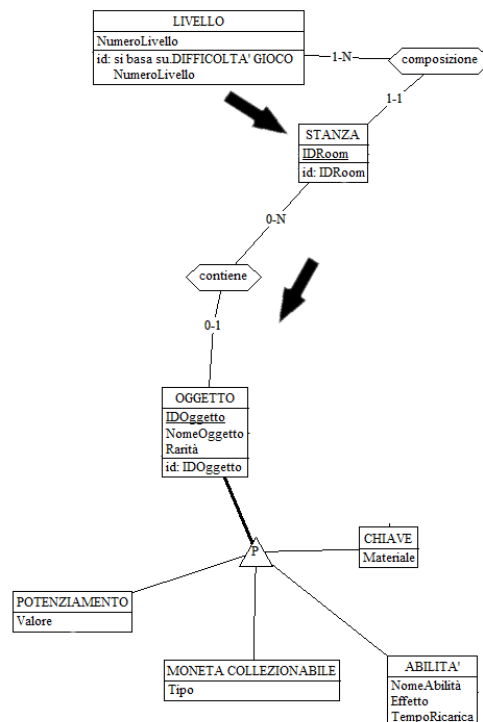 LIVELLO
NumeroLivello
id: si basa su.DIFFICOLTA' GIOCO
NumeroLivello
1-N
composizione
1-1
STANZA
IDRoom
id: IDRoom
0-N
contiene
0-1
OGGETTO
IDOggetto
NomeOggetto
Rarità
id: IDOggetto
P
CHIAVE
Materiale
POTENZIAMENTO
Valore
MONETA COLLEZIONABILE
Tipo
ABILITA'
NomeAbilità
Effetto
TempoRicarica